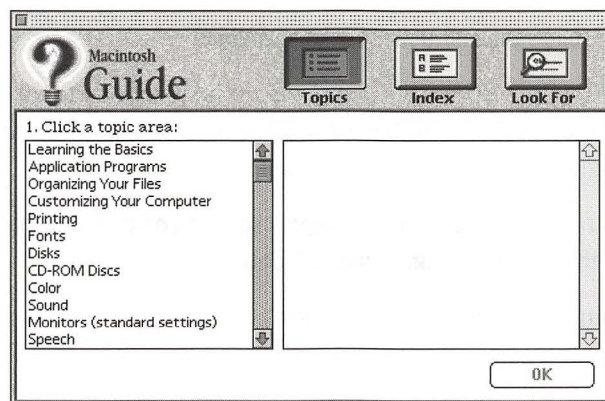 Macintosh
Guide
Topics
Index
Look For
1. Click a topic area:
Learning the Basics
Application Programs
Organizing Your Files
Customizing Your Computer
Printing
Fonts
Disks
CD-ROM Discs
Color
Sound
Monitors (standard settings)
Speech
OK